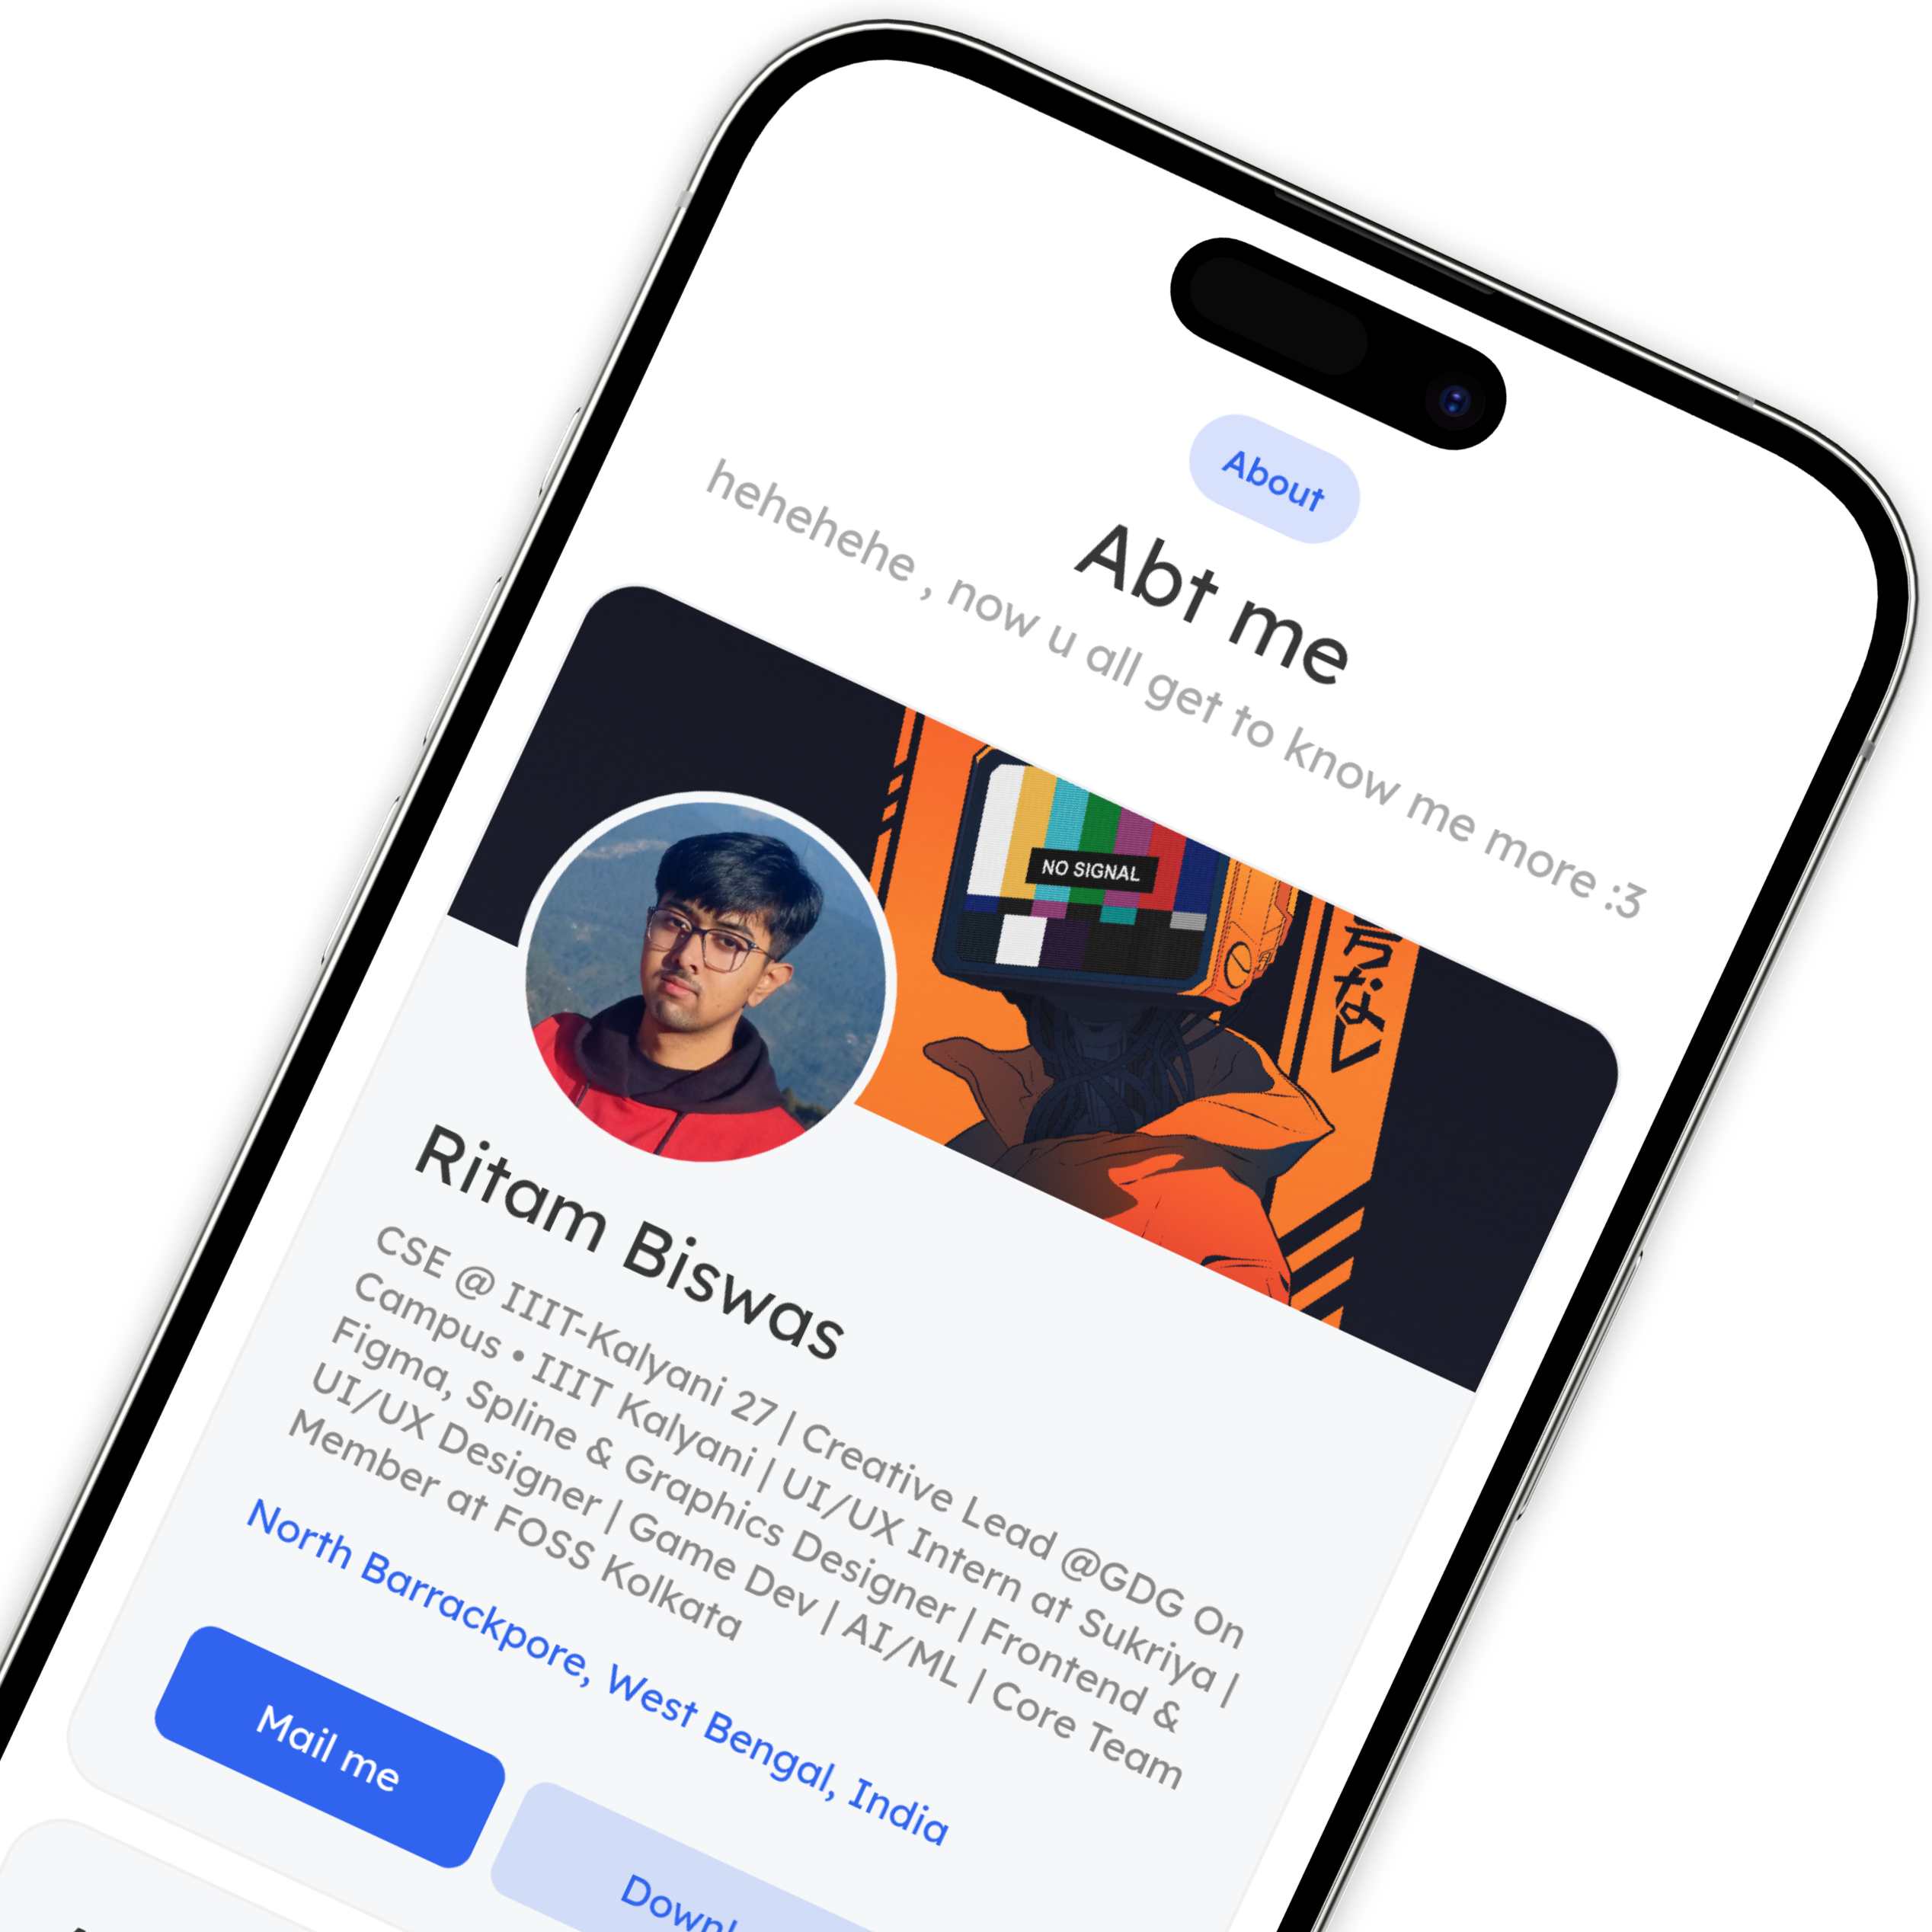 About
Abt me
hehehehe , now u all get to know me more :3
NO SIGNAL
なし
Ritam Biswas
CSE @ IIIT-Kalyani 27 | Creative Lead @GDG On
Campus • IIIT Kalyani | UI/UX Intern at Sukriya |
Figma, Spline & Graphics Designer | Frontend &
UI/UX Designer | Game Dev | AI/ML | Core Team
Member at FOSS Kolkata
North Barrackpore, West Bengal, India
Mail me